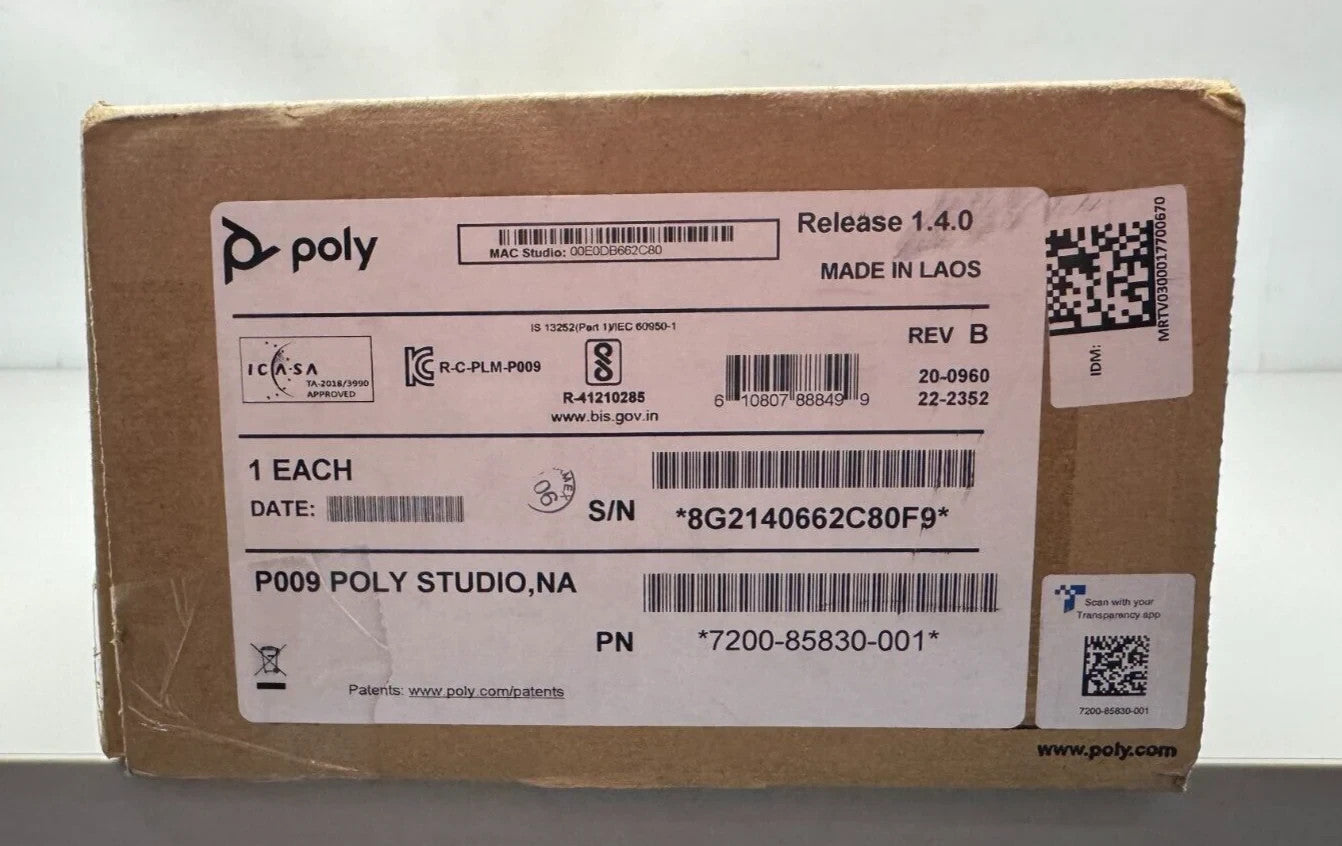 poly
MAC Studio: 00E0DB662C80
Release 1.4.0
MADE IN LAOS
MRTV0300017700670
IDM:
IS 13252(Part 1)/IEC 60950-1
ICASA
TA-2018/3990
APPROVED
R-C-PLM-P009
R-41210285
www.bis.gov.in
6 10807 88849 9
REV B
20-0960
22-2352
1 EACH
DATE:
MEX
06
S/N *8G2140662C80F9*
P009 POLY STUDIO,NA
PN *7200-85830-001*
Patents: www.poly.com/patents
Scan with your
Transparency app
7200-85830-001
www.poly.com